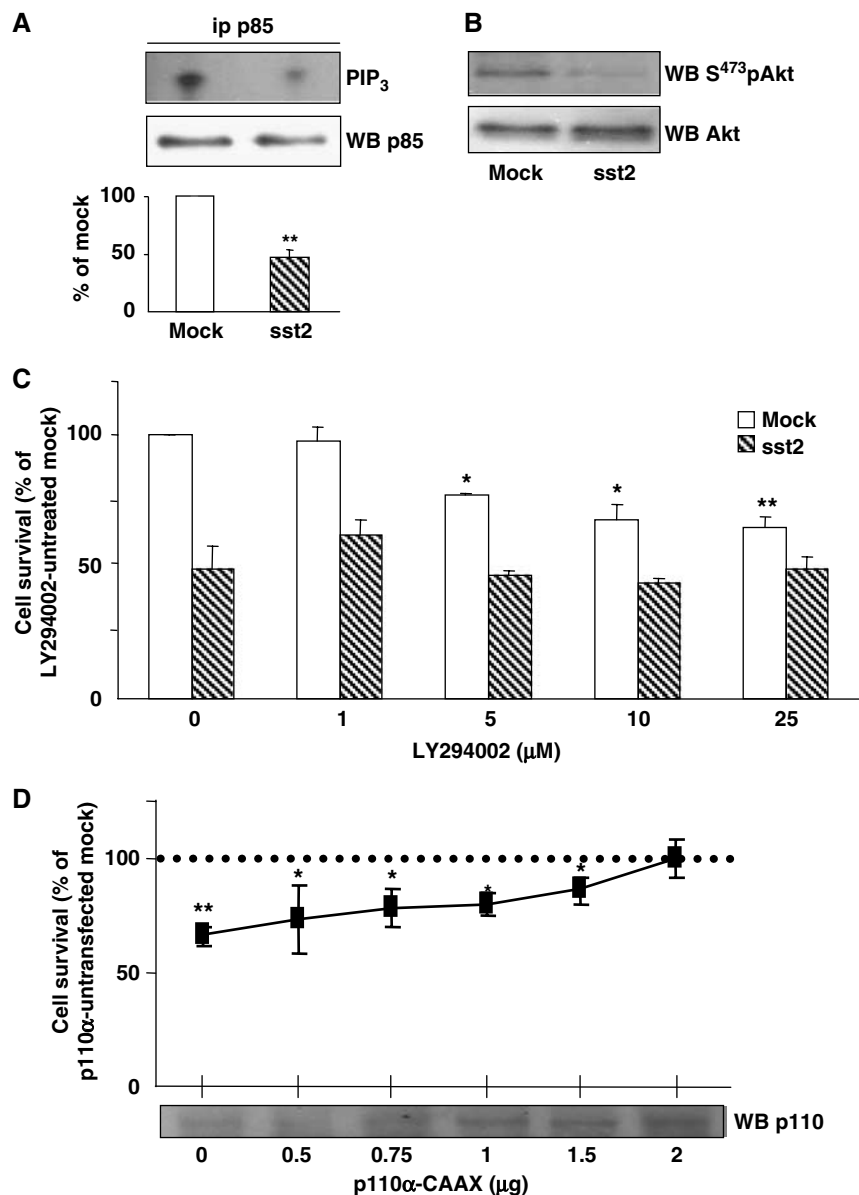 A
ip p85
PIP3
WB p85
100
50
0
% of mock
**
Mock sst2
B
WB S473pAkt
WB Akt
Mock sst2
C
Cell survival (% of
LY294002-untreated mock)
100
50
0
Mock
sst2
*
*
**
0 1 5 10 25
LY294002 (μM)
D
Cell survival (% of
p110α-untransfected mock)
100
50
0
** * * * *
WB p110
0 0.5 0.75 1 1.5 2
p110α-CAAX (μg)